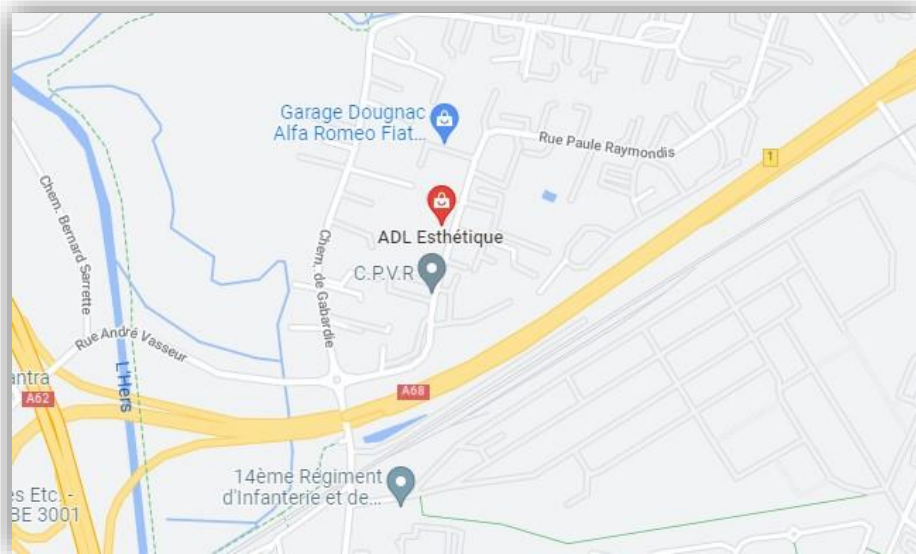 Garage Dougnac
Alfa Romeo Fiat...
Rue Paule Raymondis
1
Chem. Bernard Sarrette
ADL Esthétique
Chem. de Gabardie
C.P.V.R
Rue André Vasseur
L'Hers
antra
A62
A68
14ème Régiment
d'Infanterie et de...
es Etc. -
BE 3001